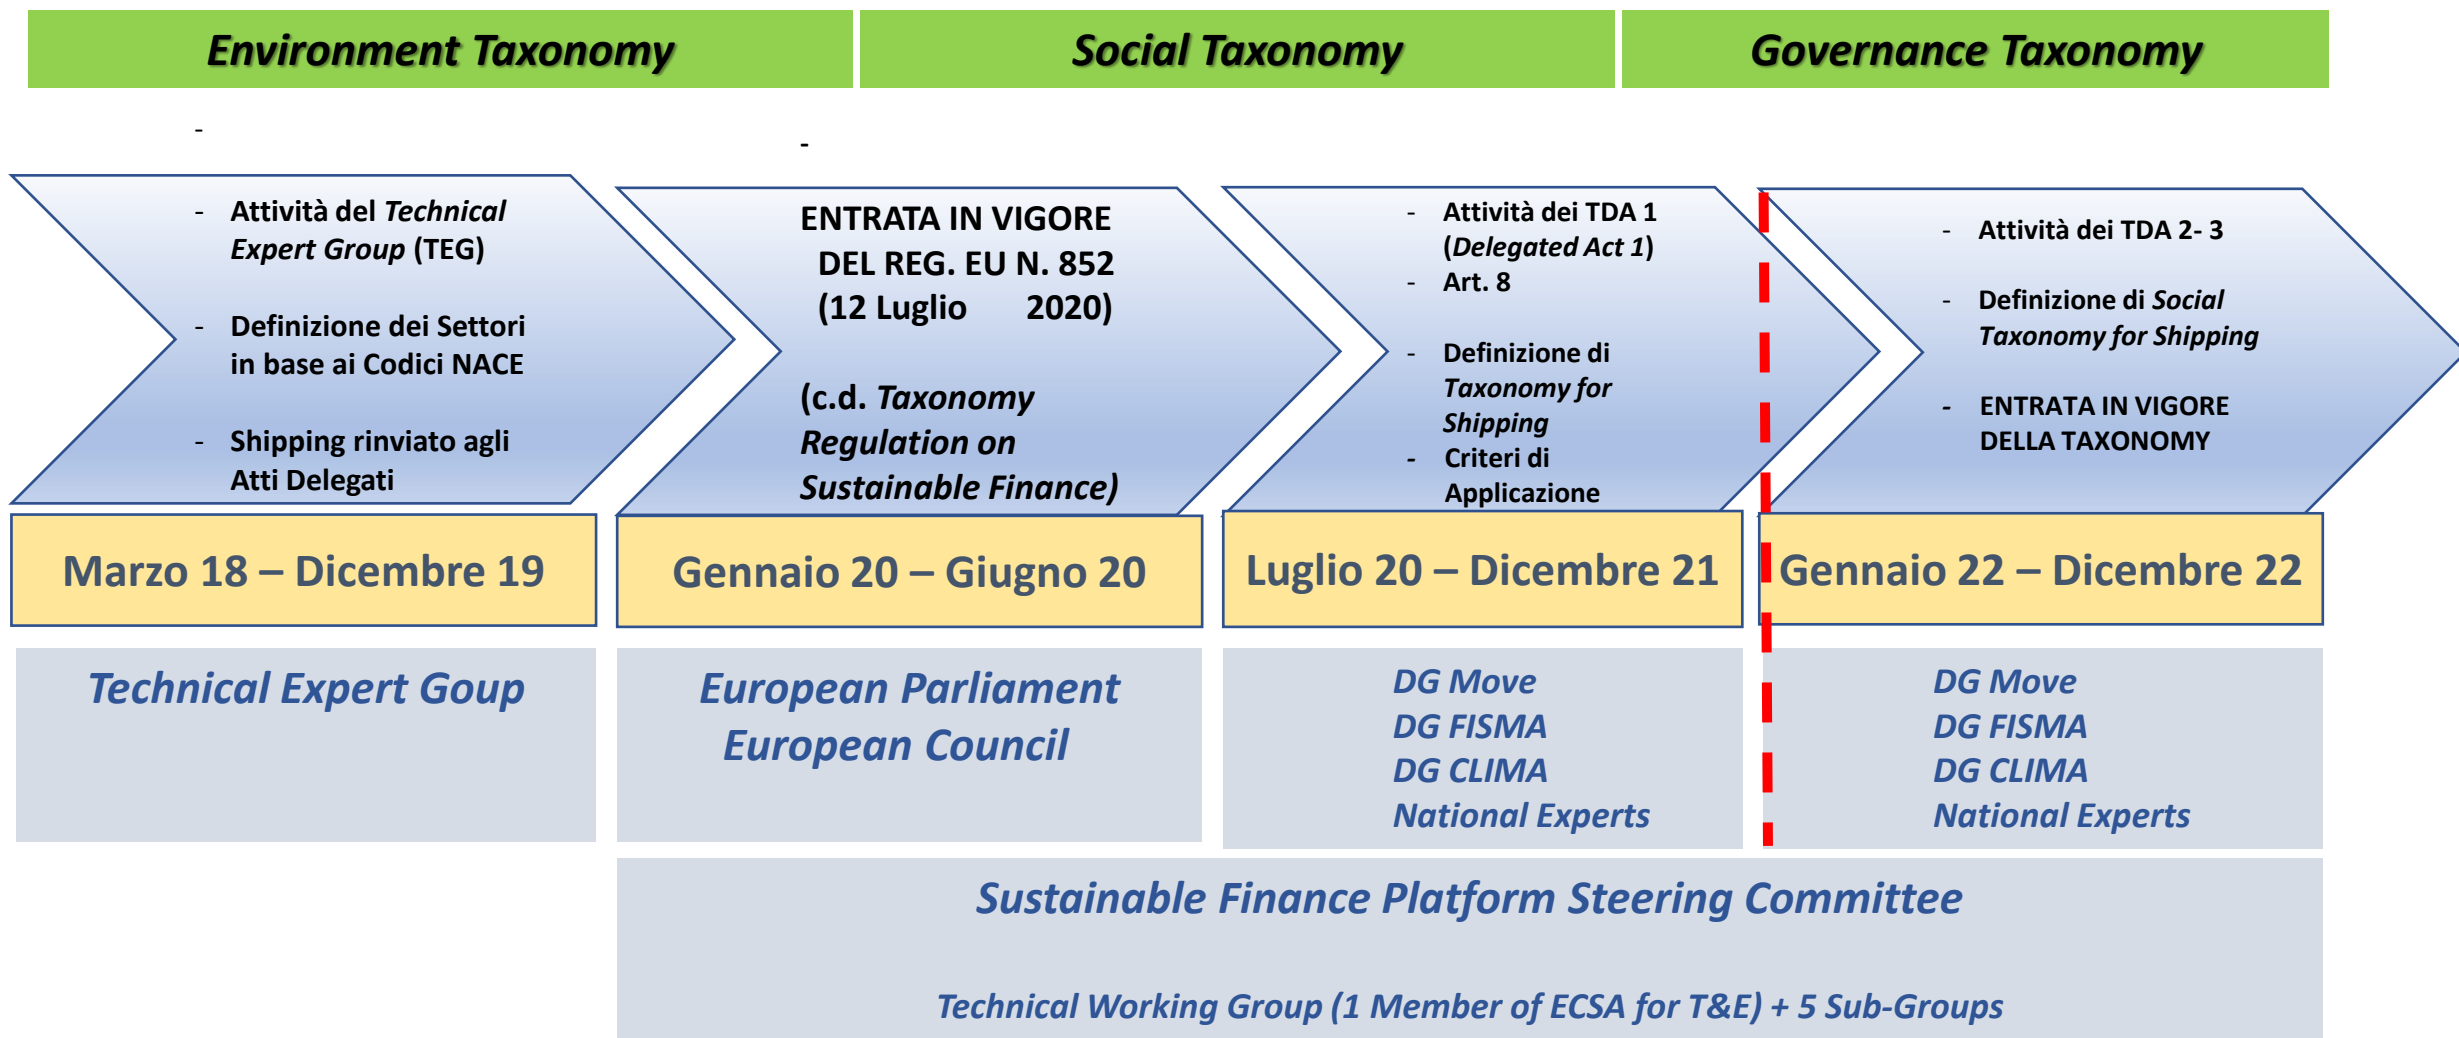 Environment Taxonomy
Social Taxonomy
Governance Taxonomy
-
-
- Attività del Technical
Expert Group (TEG)
- Definizione dei Settori
in base ai Codici NACE
- Shipping rinviato agli
Atti Delegati
ENTRATA IN VIGORE
DEL REG. EU N. 852
(12 Luglio 2020)
(c.d. Taxonomy
Regulation on
Sustainable Finance)
- Attività dei TDA 1
(Delegated Act 1)
- Art. 8
- Definizione di
Taxonomy for
Shipping
- Criteri di
Applicazione
- Attività dei TDA 2- 3
- Definizione di Social
Taxonomy for Shipping
- ENTRATA IN VIGORE
DELLA TAXONOMY
Marzo 18 – Dicembre 19
Gennaio 20 – Giugno 20
Luglio 20 – Dicembre 21
Gennaio 22 – Dicembre 22
Technical Expert Goup
European Parliament
European Council
DG Move
DG FISMA
DG CLIMA
National Experts
DG Move
DG FISMA
DG CLIMA
National Experts
Sustainable Finance Platform Steering Committee
Technical Working Group (1 Member of ECSA for T&E) + 5 Sub-Groups